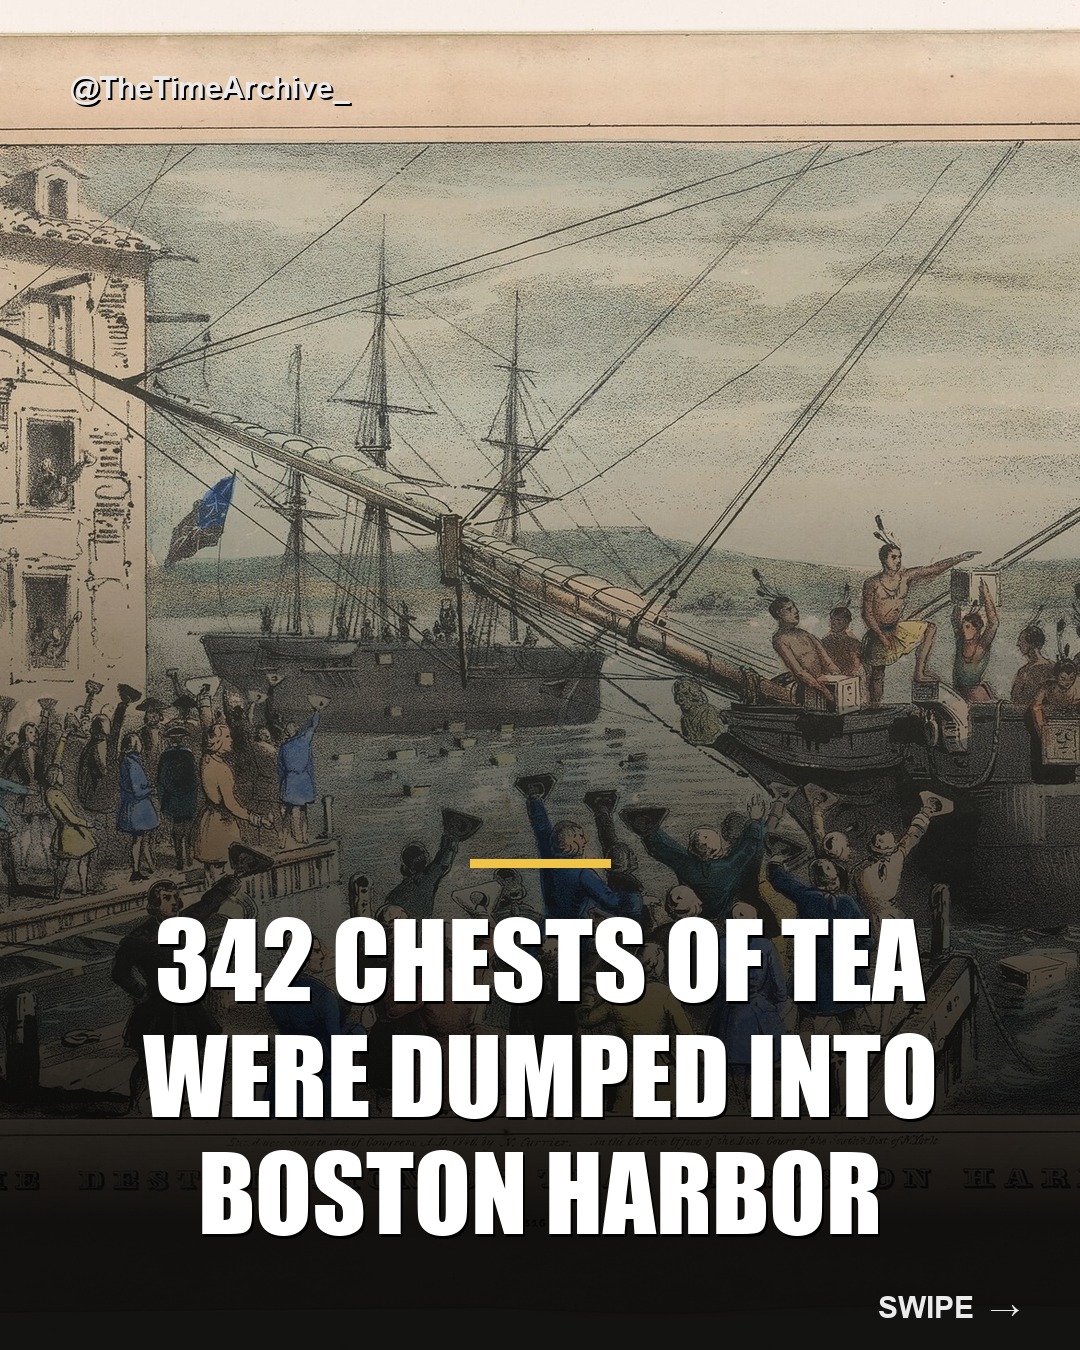 @TheTimeArchive_
342 CHESTS OF TEA
WERE DUMPED INTO
BOSTON HARBOR
SWIPE →